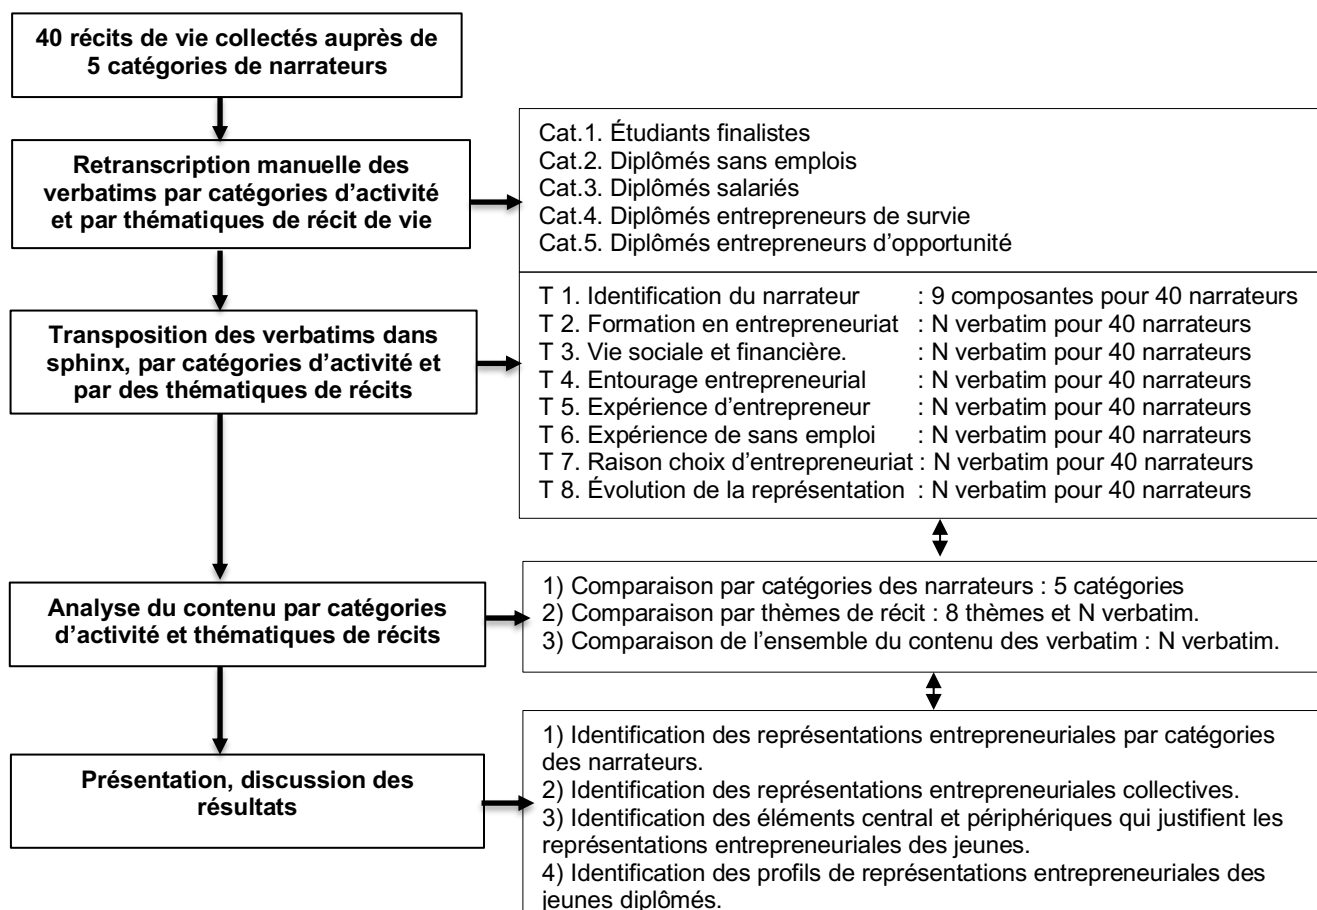 40 récits de vie collectés auprès de
5 catégories de narrateurs
Retranscription manuelle des
verbatims par catégories d’activité
et par thématiques de récit de vie
Cat.1. Étudiants finalistes
Cat.2. Diplômés sans emplois
Cat.3. Diplômés salariés
Cat.4. Diplômés entrepreneurs de survie
Cat.5. Diplômés entrepreneurs d’opportunité
Transposition des verbatims dans
sphinx, par catégories d’activité et
par des thématiques de récits
T 1. Identification du narrateur : 9 composantes pour 40 narrateurs
T 2. Formation en entrepreneuriat : N verbatim pour 40 narrateurs
T 3. Vie sociale et financière. : N verbatim pour 40 narrateurs
T 4. Entourage entrepreneurial : N verbatim pour 40 narrateurs
T 5. Expérience d’entrepreneur : N verbatim pour 40 narrateurs
T 6. Expérience de sans emploi : N verbatim pour 40 narrateurs
T 7. Raison choix d’entrepreneuriat : N verbatim pour 40 narrateurs
T 8. Évolution de la représentation : N verbatim pour 40 narrateurs
Analyse du contenu par catégories
d’activité et thématiques de récits
1) Comparaison par catégories des narrateurs : 5 catégories
2) Comparaison par thèmes de récit : 8 thèmes et N verbatim.
3) Comparaison de l’ensemble du contenu des verbatim : N verbatim.
Présentation, discussion des
résultats
1) Identification des représentations entrepreneuriales par catégories
des narrateurs.
2) Identification des représentations entrepreneuriales collectives.
3) Identification des éléments central et périphériques qui justifient les
représentations entrepreneuriales des jeunes.
4) Identification des profils de représentations entrepreneuriales des
jeunes diplômés.